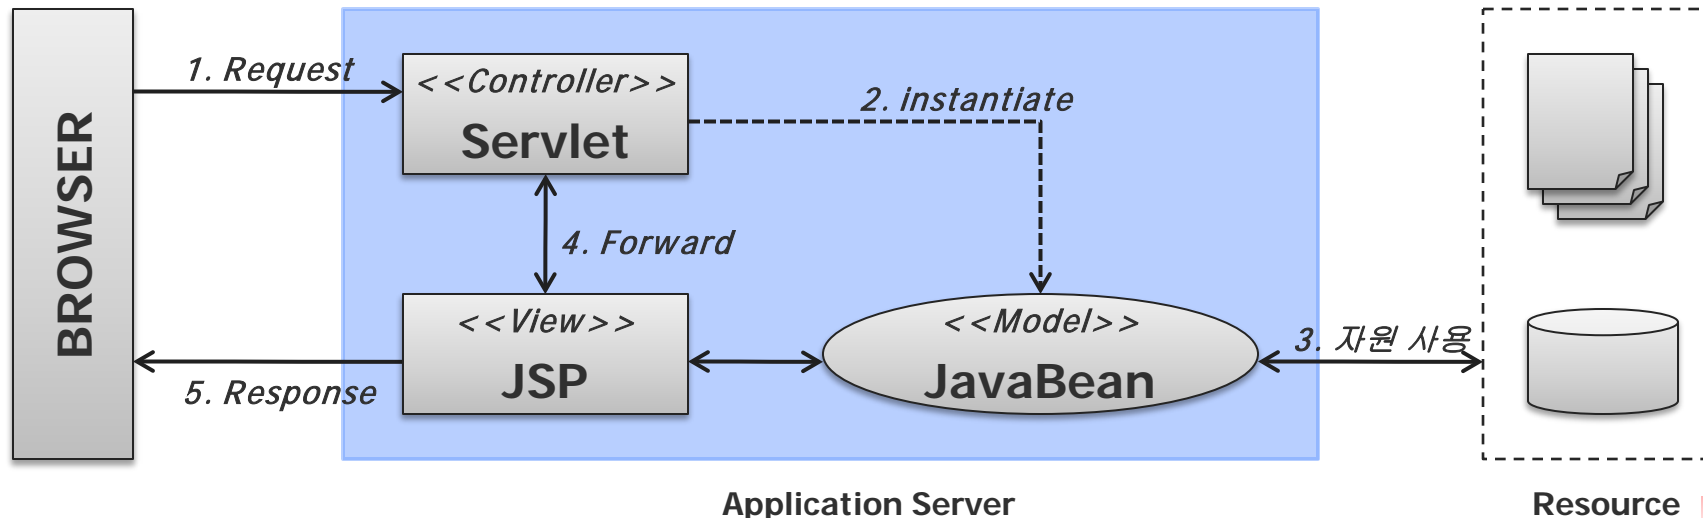 BROWSER
1. Request
<<Controller>>
Servlet
2. instantiate
4. Forward
<<View>>
JSP
<<Model>>
JavaBean
3. 자원 사용
5. Response
Application Server
Resource